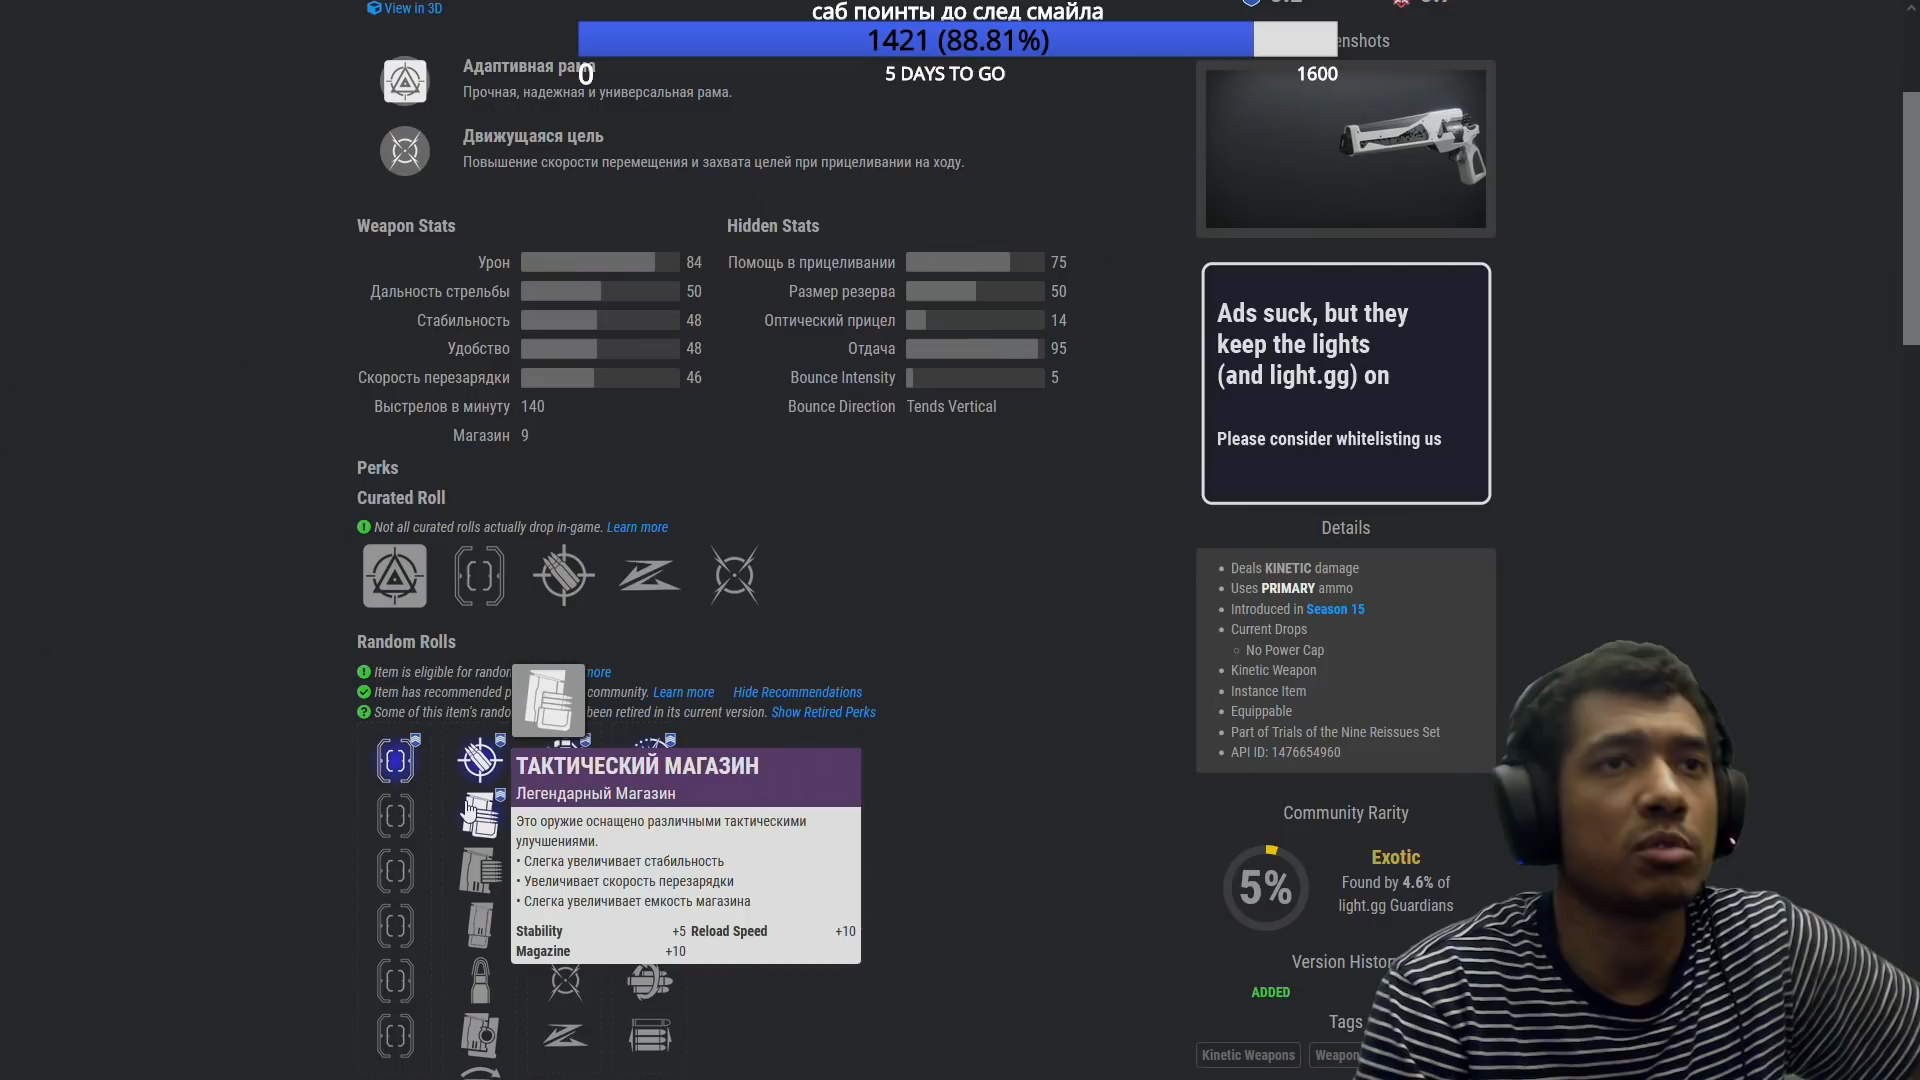 View in 3D
саб поинты до след смайла
1421 (88.81%)
0
5 DAYS TO GO
1600
enshots
Адаптивная рама
Прочная, надежная и универсальная рама.
Движущаяся цель
Повышение скорости перемещения и захвата целей при прицеливании на ходу.
Weapon Stats
Урон 84
Дальность стрельбы 50
Стабильность 48
Удобство 48
Скорость перезарядки 46
Выстрелов в минуту 140
Магазин 9
Hidden Stats
Помощь в прицеливании 75
Размер резерва 50
Оптический прицел 14
Отдача 95
Bounce Intensity 5
Bounce Direction Tends Vertical
Perks
Curated Roll
Not all curated rolls actually drop in-game. Learn more
Random Rolls
Item is eligible for random more
Item has recommended p community. Learn more Hide Recommendations
Some of this item's rando been retired in its current version. Show Retired Perks
ТАКТИЧЕСКИЙ МАГАЗИН
Легендарный Магазин
Это оружие оснащено различными тактическими
улучшениями.
• Слегка увеличивает стабильность
• Увеличивает скорость перезарядки
• Слегка увеличивает емкость магазина
Stability +5 Reload Speed +10
Magazine +10
Ads suck, but they
keep the lights
(and light.gg) on
Please consider whitelisting us
Details
Deals KINETIC damage
Uses PRIMARY ammo
Introduced in Season 15
Current Drops
No Power Cap
Kinetic Weapon
Instance Item
Equippable
Part of Trials of the Nine Reissues Set
API ID: 1476654960
Community Rarity
5%
Exotic
Found by 4.6% of
light.gg Guardians
Version Histor
ADDED
Tags
Kinetic Weapons
Weapon